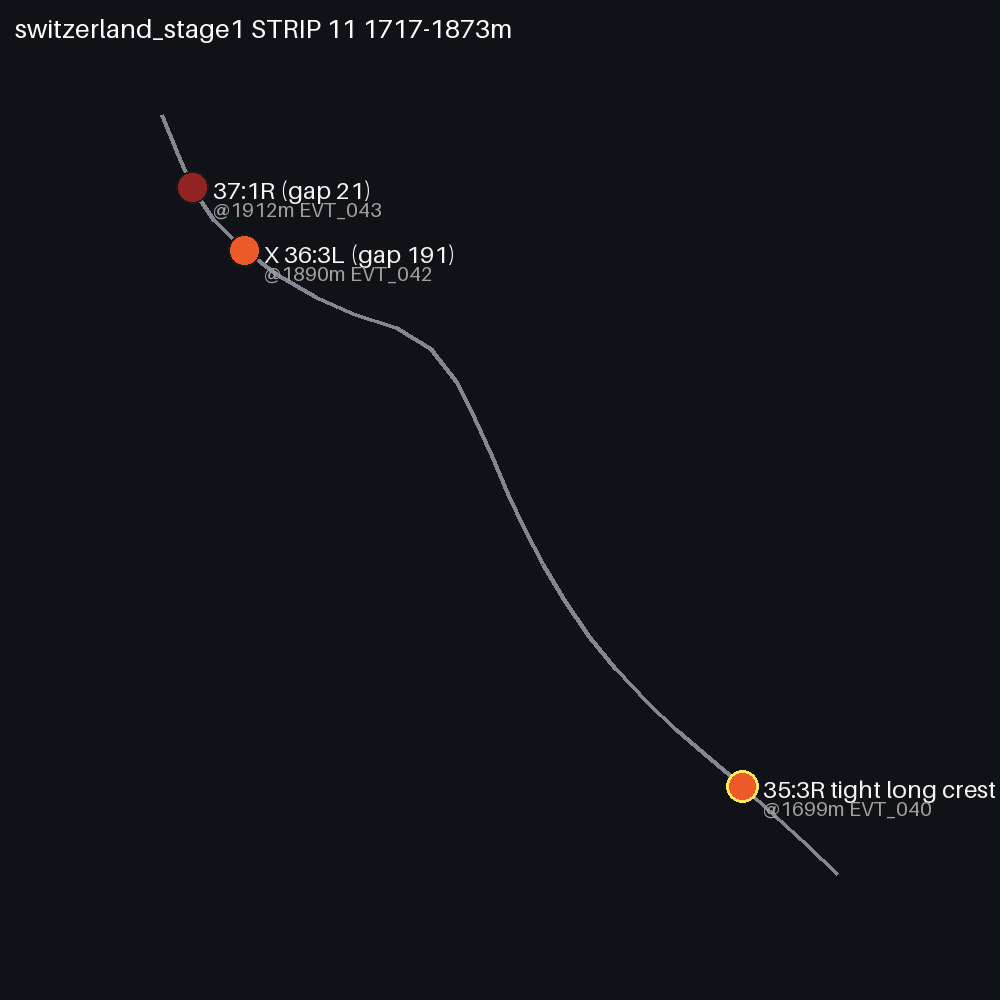 switzerland_stage1 STRIP 11 1717-1873m
37:1R (gap 21)
@1912m EVT_043
X 36:3L (gap 191)
@1890m EVT_042
35:3R tight long crest
@1699m EVT_040